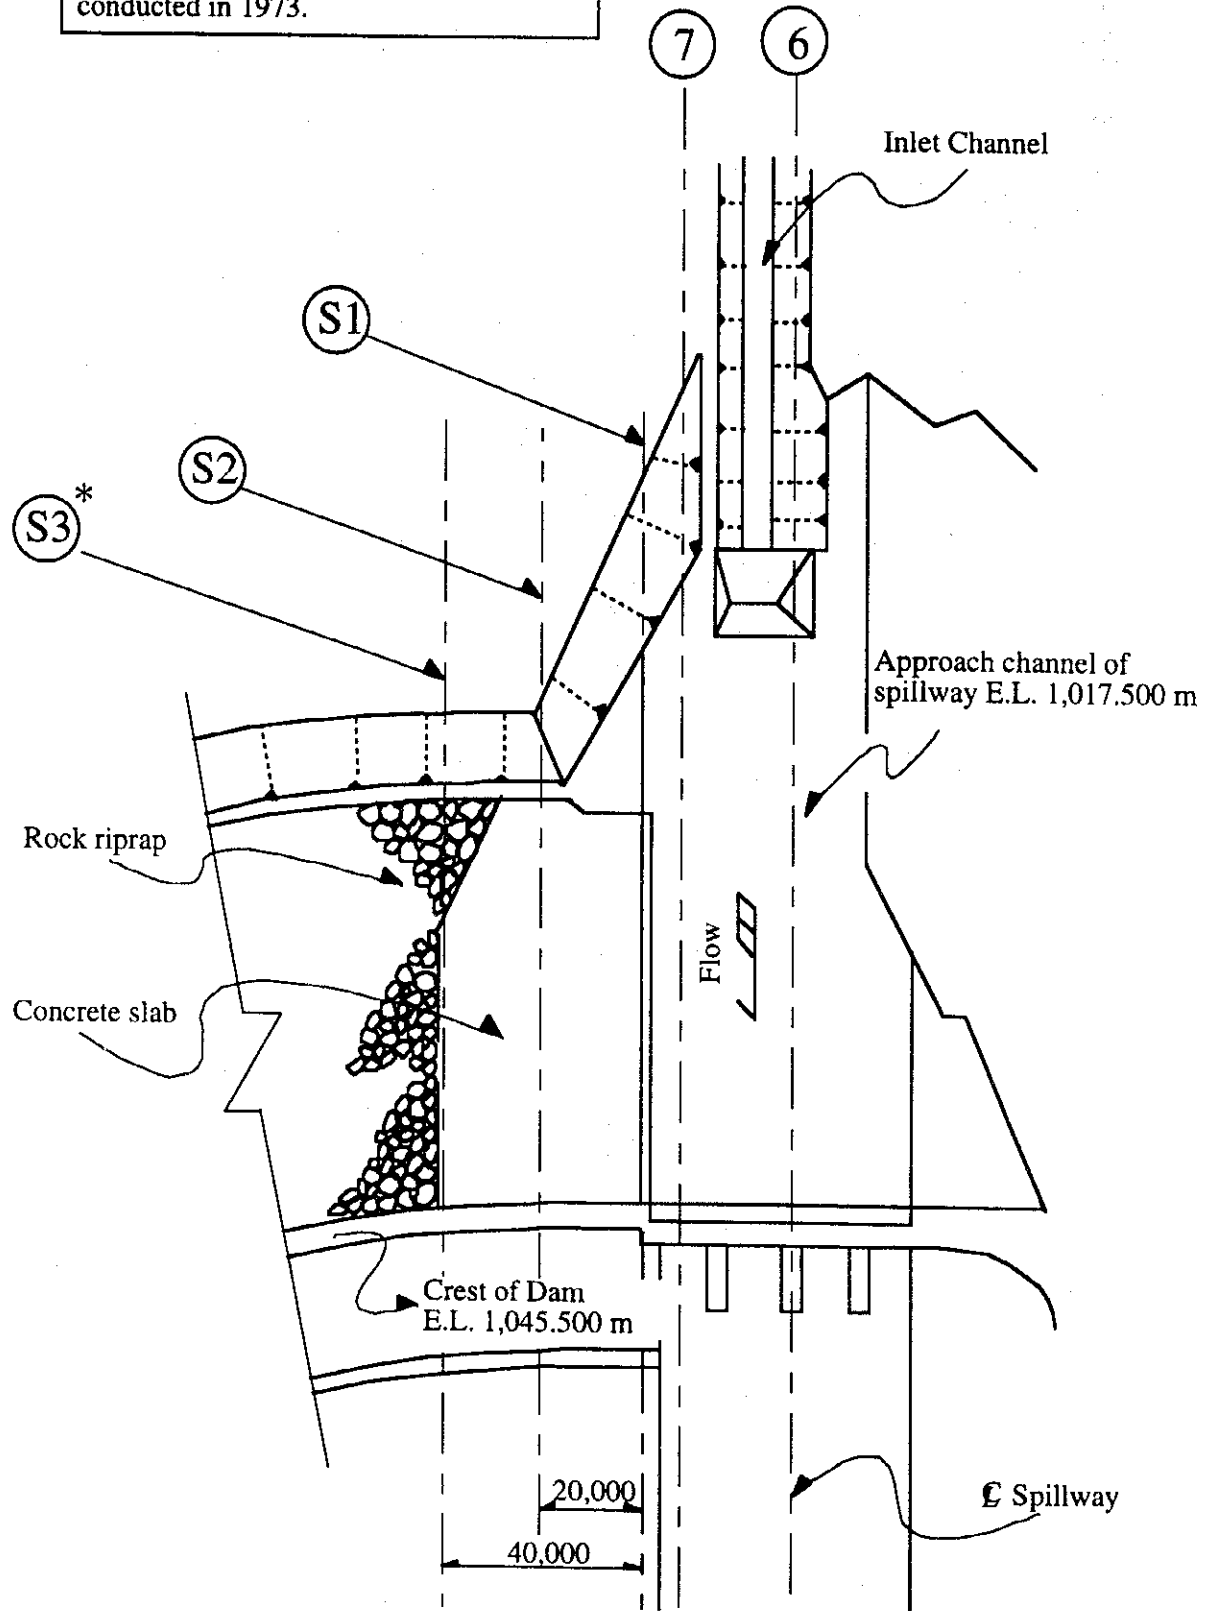 conducted in 1973.
7
6
Inlet Channel
S1
S2
S3*
Approach channel of
spillway E.L. 1,017.500 m
Rock riprap
Flow
Concrete slab
Crest of Dam
E.L. 1,045.500 m
20,000
℄ Spillway
40,000